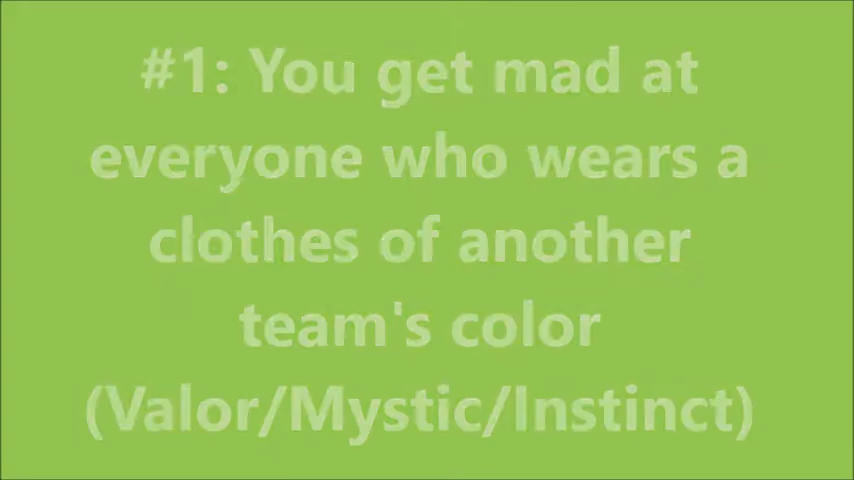 #1: You get mad at
everyone who wears a
clothes of another
team's color
(Valor/Mystic/Instinct)